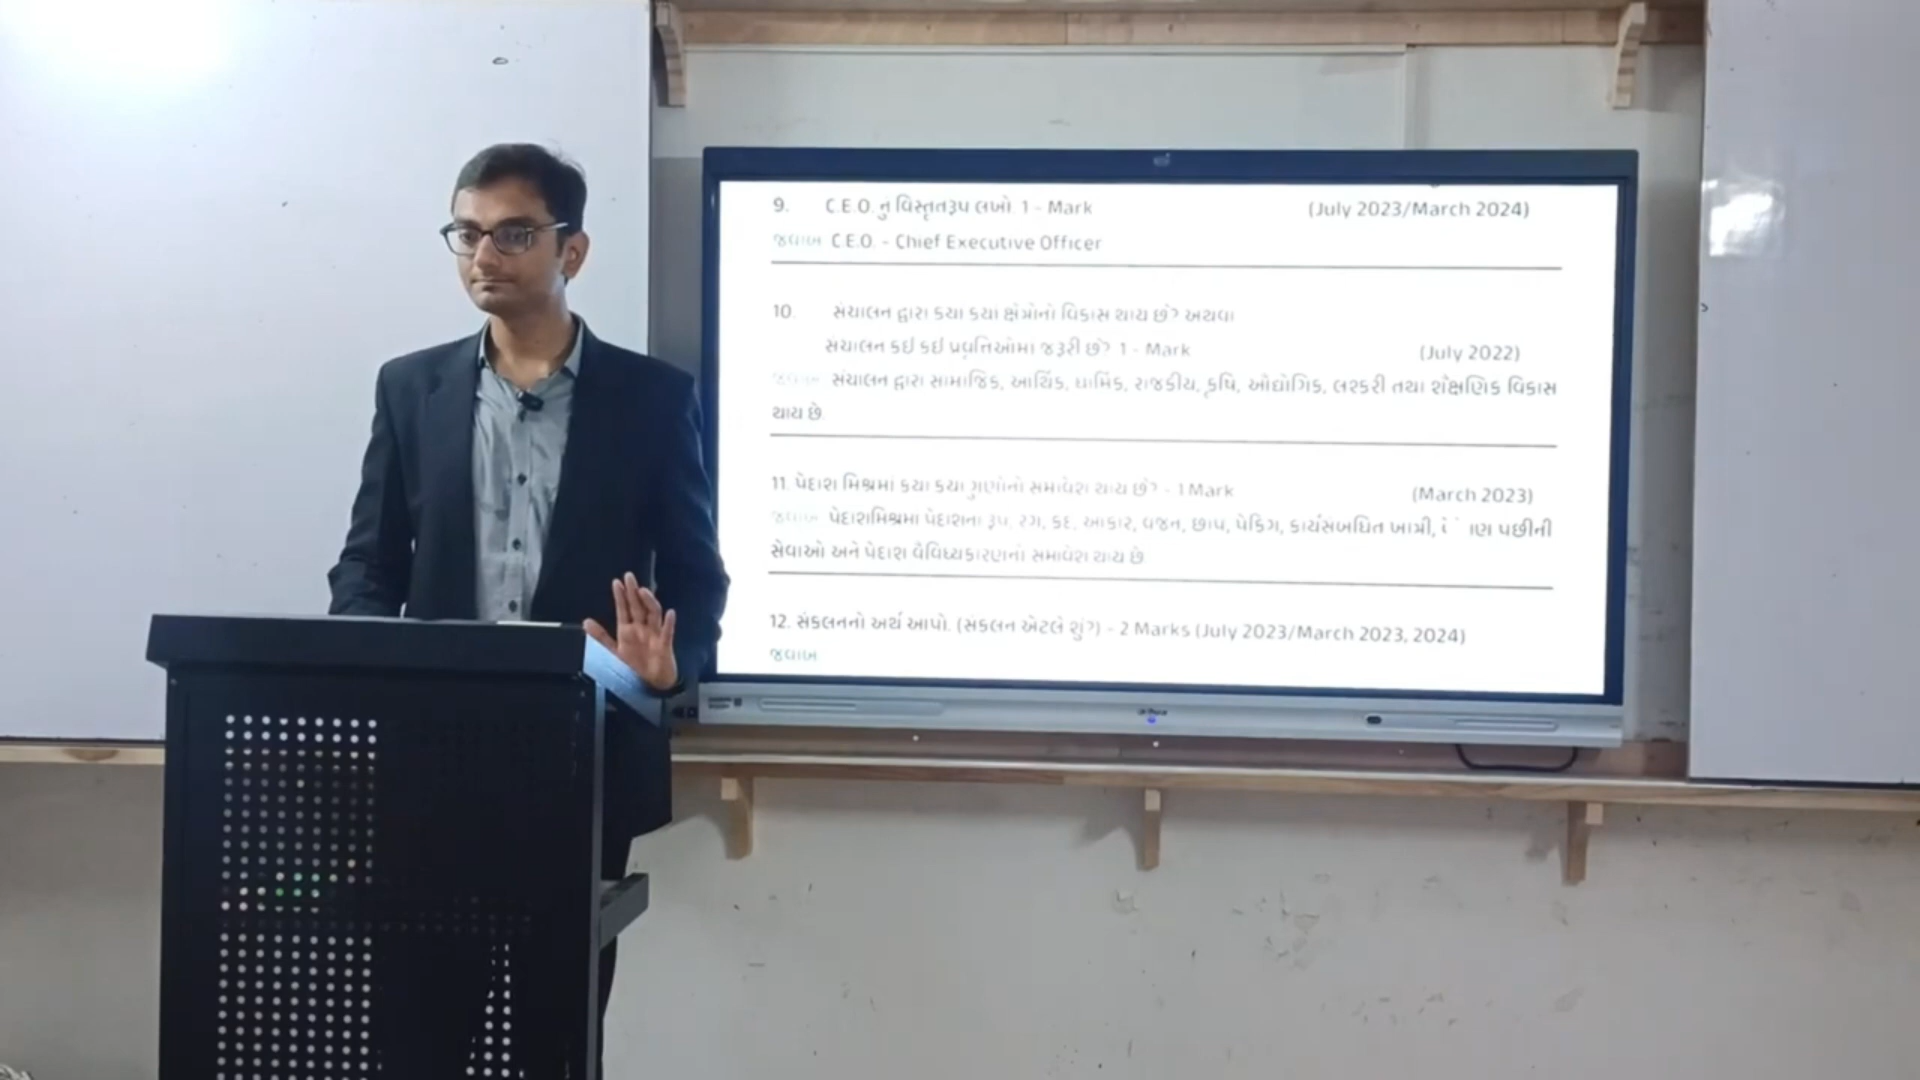 9. C.E.O. નું વિસ્તૃતરૂપ લખો. 1 - Mark (July 2023/March 2024)
જવાબ C.E.O. - Chief Executive Officer
10. સંચાલન દ્વારા કયા કયા ક્ષેત્રોનો વિકાસ થાય છે? અથવા
સંચાલન કઈ કઈ પ્રવૃત્તિઓમાં જરૂરી છે? 1 - Mark (July 2022)
જવાબ સંચાલન દ્વારા સામાજિક, આર્થિક, ધાર્મિક, રાજકીય, કૃષિ, ઔદ્યોગિક, લશ્કરી તથા શૈક્ષણિક વિકાસ
થાય છે.
11. પેદાશ મિશ્રમાં કયા કયા ગુણોનો સમાવેશ થાય છે? - 1 Mark (March 2023)
જવાબ પેદાશમિશ્રમાં પેદાશના રૂપ, રંગ, કદ, આકાર, વજન, છાપ, પેકિંગ, કાર્યસંબંધિત ખાત્રી, પછીની
સેવાઓ અને પેદાશ વૈવિધ્યકારણનો સમાવેશ થાય છે
12. સંકલનનો અર્થ આપો. (સંકલન એટલે શું?) - 2 Marks (July 2023/March 2023, 2024)
જવાબ